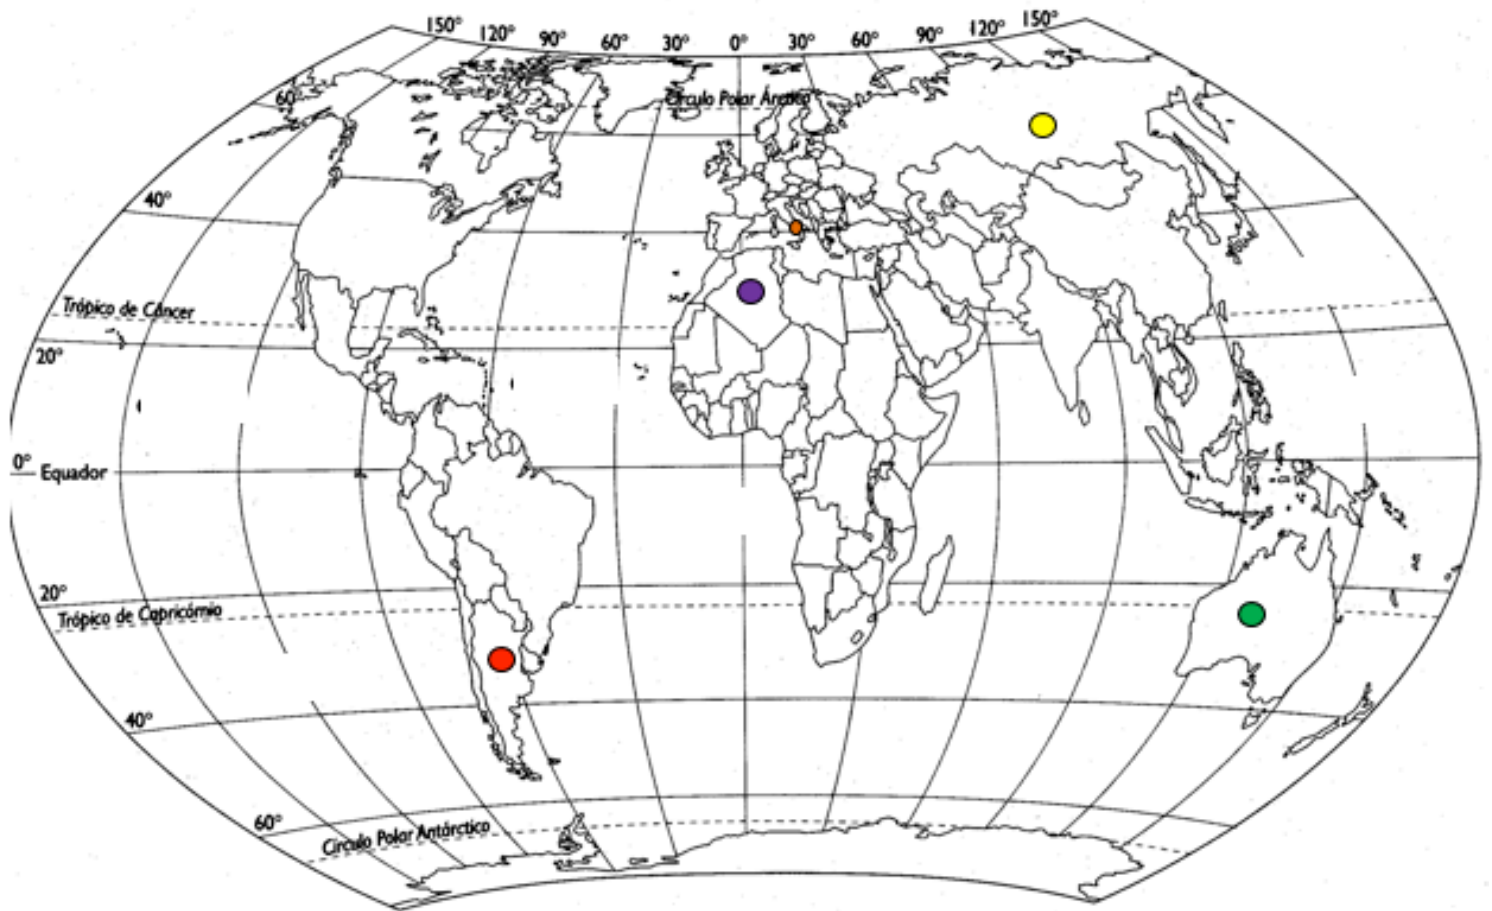 150° 120° 90° 60° 30° 0° 30° 60° 90° 120° 150°
60
Círculo Polar Árctico
40°
Trópico de Câncer
20°
0° Equador
20°
Trópico de Capricórnio
40°
60°
Círculo Polar Antárctico